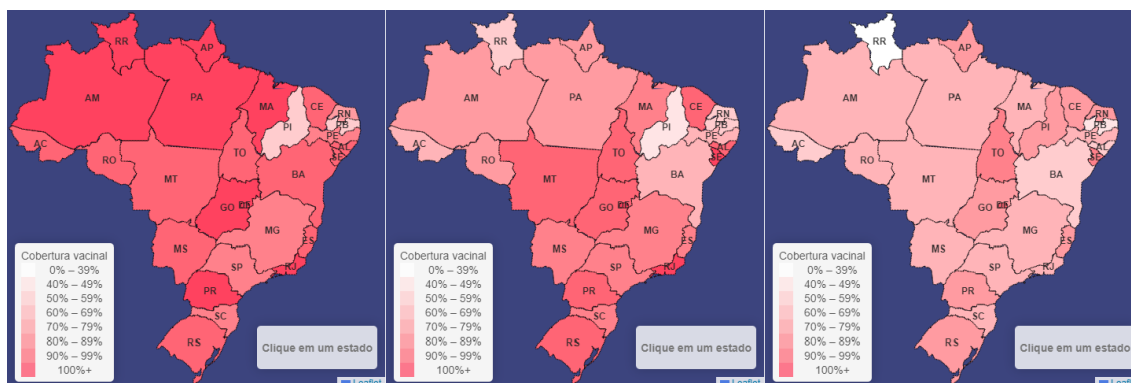 RR
AP
AM
PA
MA
CE
RN
PB
PI
PE
AL
SE
AC
TO
RO
BA
MT
GO
DF
MG
MS
ES
SP
RJ
PR
SC
RS
Cobertura vacinal
0% – 39%
40% – 49%
50% – 59%
60% – 69%
70% – 79%
80% – 89%
90% – 99%
100%+
Clique em um estado
Leaflet
RR
AP
AM
PA
MA
CE
RN
PB
PI
PE
AL
SE
AC
TO
RO
BA
MT
GO
DF
MG
MS
ES
SP
RJ
PR
SC
RS
Cobertura vacinal
0% – 39%
40% – 49%
50% – 59%
60% – 69%
70% – 79%
80% – 89%
90% – 99%
100%+
Clique em um estado
Leaflet
RR
AP
AM
PA
MA
CE
RN
PB
PI
PE
AL
SE
AC
TO
RO
BA
MT
GO
DF
MG
MS
ES
SP
RJ
PR
SC
RS
Cobertura vacinal
0% – 39%
40% – 49%
50% – 59%
60% – 69%
70% – 79%
80% – 89%
90% – 99%
100%+
Clique em um estado
Leaflet